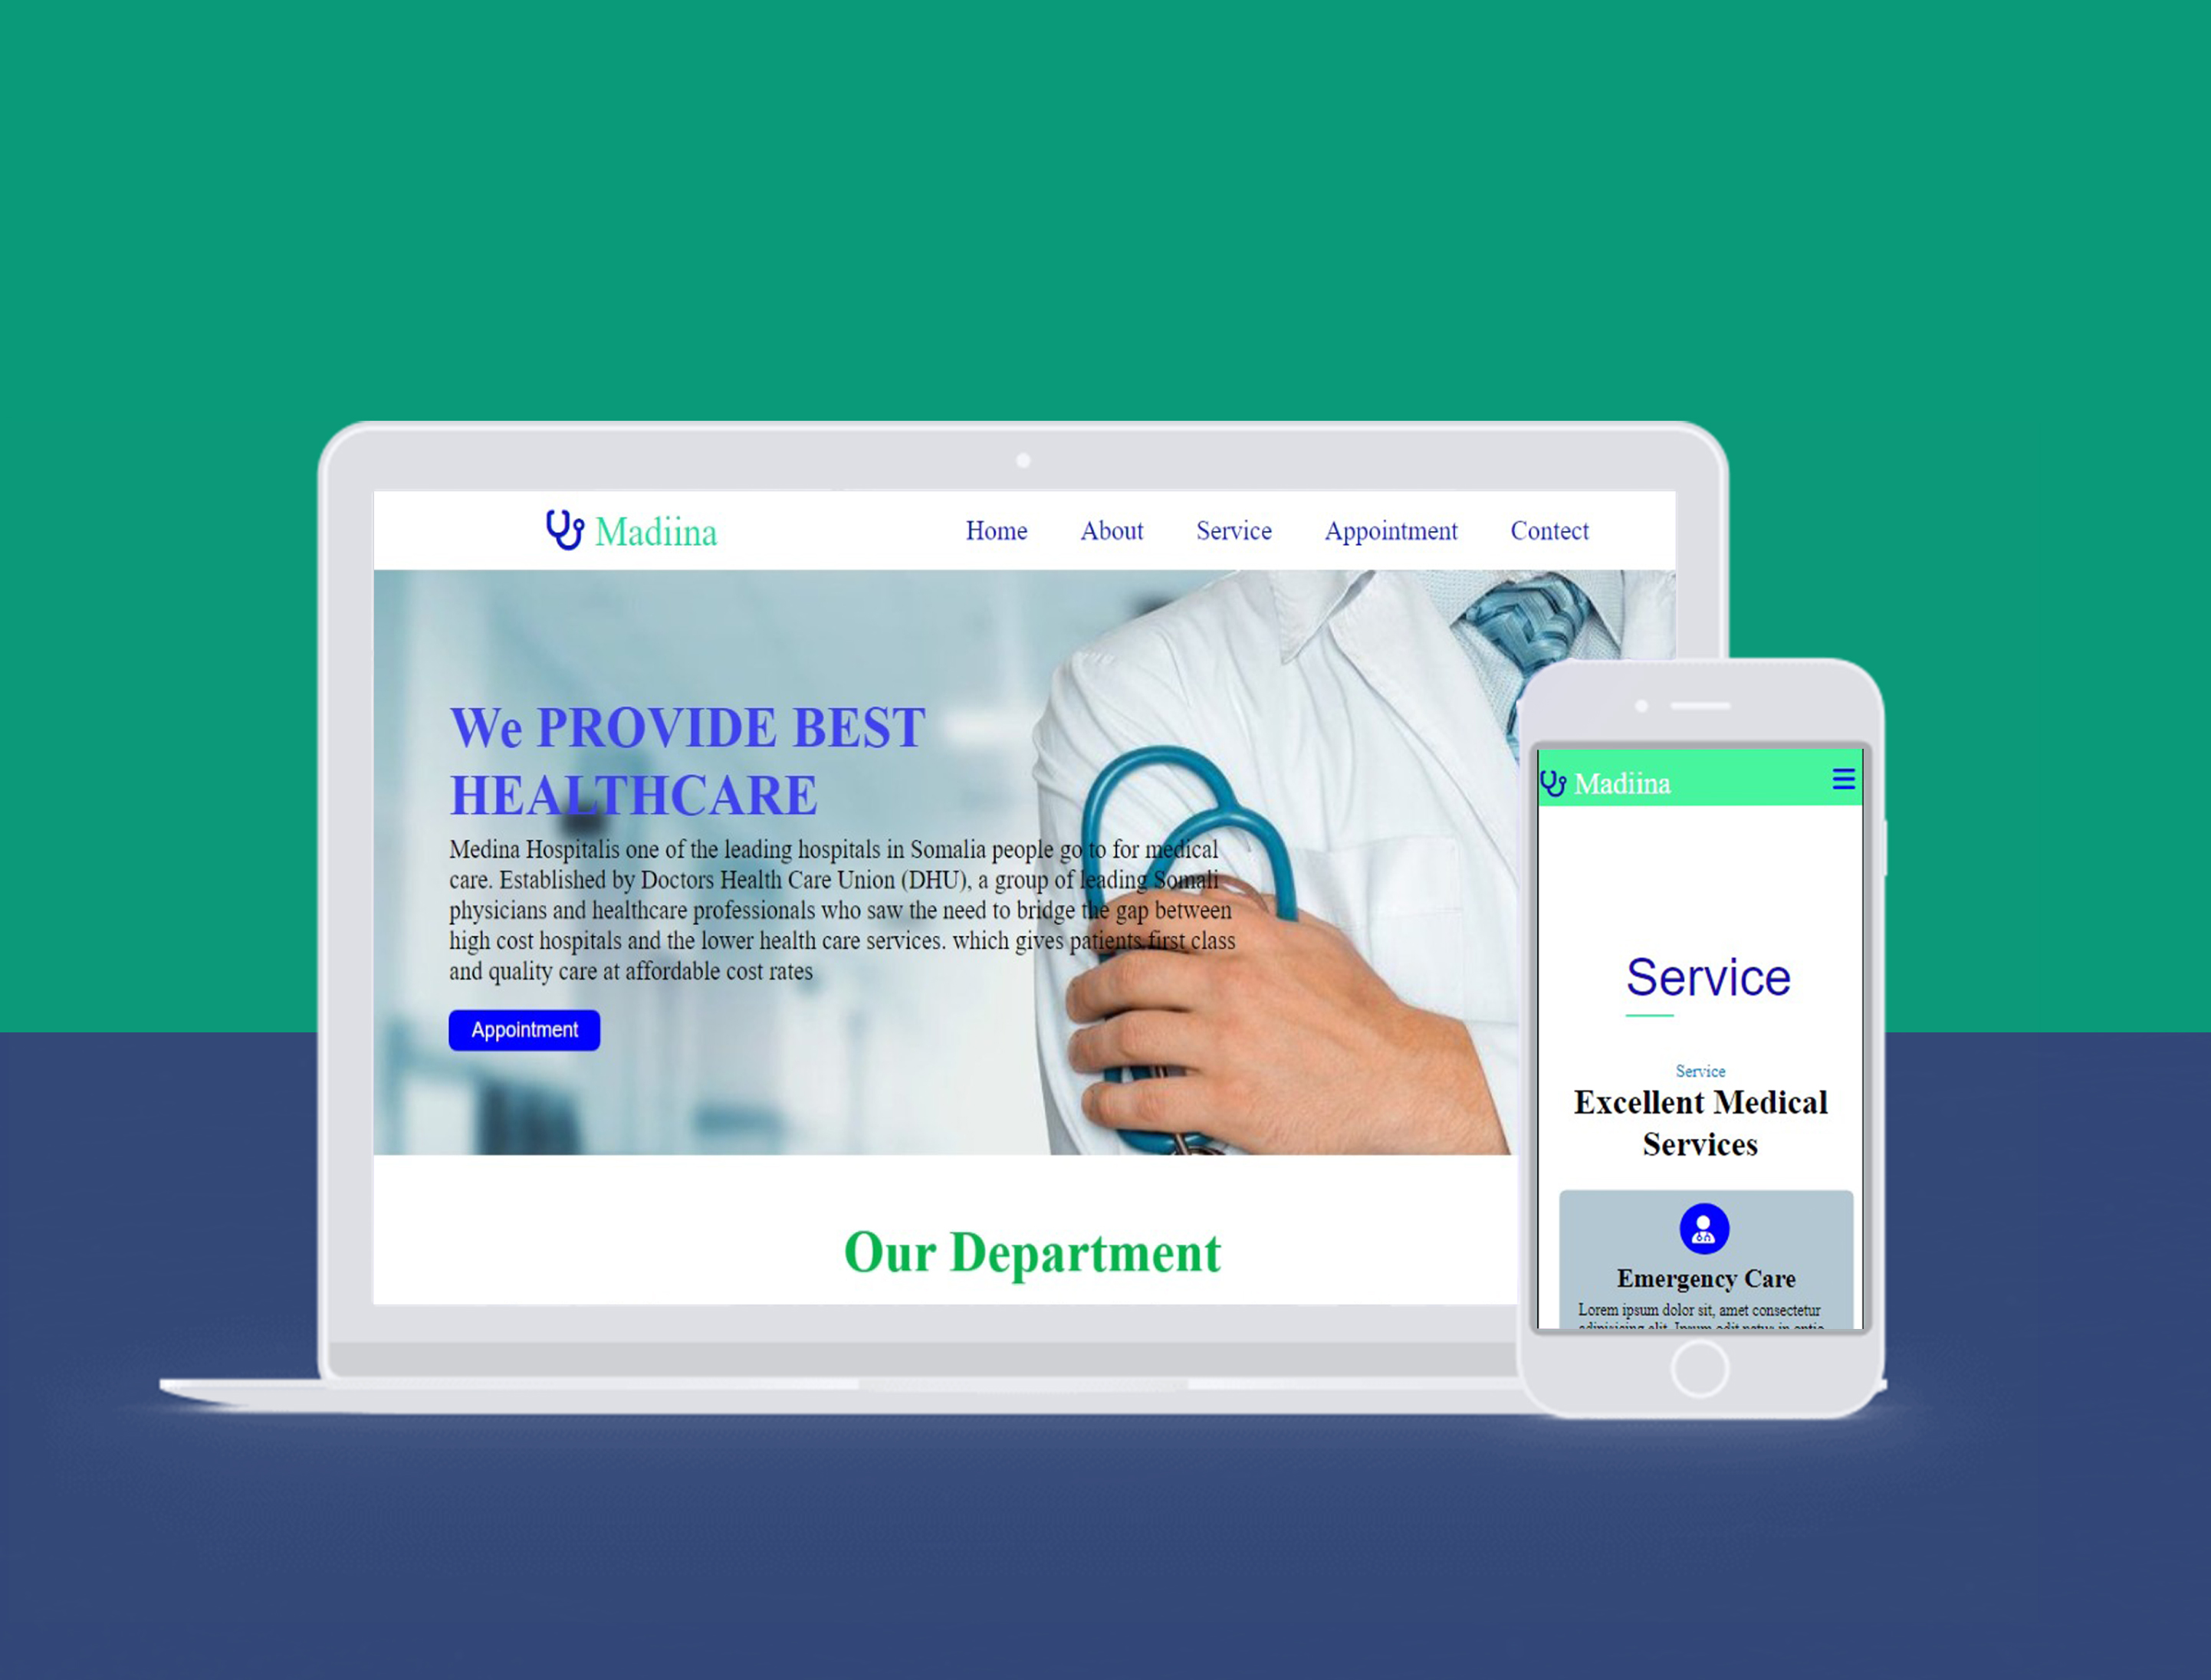 Madiina
Home About Service Appointment Contect
We PROVIDE BEST
HEALTHCARE
Medina Hospitalis one of the leading hospitals in Somalia people go to for medical
care. Established by Doctors Health Care Union (DHU), a group of leading Somali
physicians and healthcare professionals who saw the need to bridge the gap between
high cost hospitals and the lower health care services. which gives patients first class
and quality care at affordable cost rates
Appointment
Our Department
Madiina
Service
Service
Excellent Medical
Services
Emergency Care
Lorem ipsum dolor sit, amet consectetur